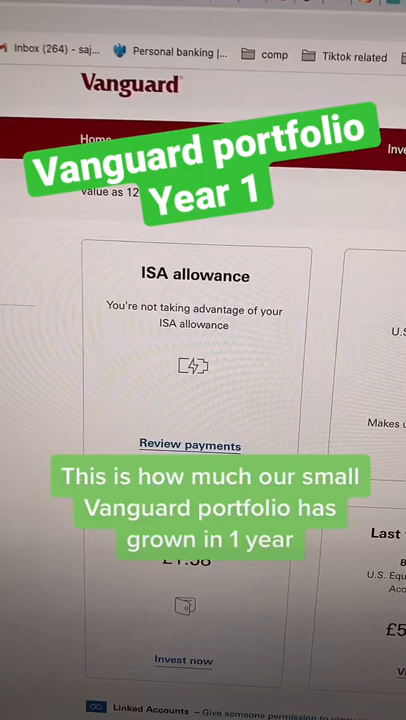 Inbox (264) - saj...
Personal banking |...
comp
Tiktok related
Vanguard
Home
Vanguard portfolio
Year 1
value as 12
ISA allowance
You're not taking advantage of your
ISA allowance
Review payments
This is how much our small
Vanguard portfolio has
grown in 1 year
Makes u
Last
U.S. Equ
Acc
£5
Invest now
Linked Accounts – Give someone permission to view